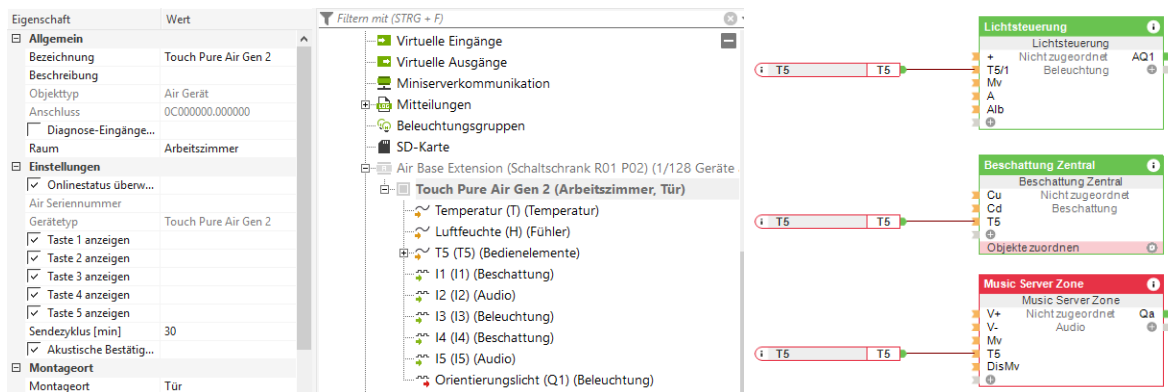 Eigenschaft Wert
Allgemein
Bezeichnung Touch Pure Air Gen 2
Beschreibung
Objekttyp Air Gerät
Anschluss 0C000000.000000
Diagnose-Eingänge...
Raum Arbeitszimmer
Einstellungen
Onlinestatus überw...
Air Seriennummer
Gerätetyp Touch Pure Air Gen 2
Taste 1 anzeigen
Taste 2 anzeigen
Taste 3 anzeigen
Taste 4 anzeigen
Taste 5 anzeigen
Sendezyklus [min] 30
Akustische Bestätig...
Montageort
Montageort Tür
Filtern mit (STRG + F)
Virtuelle Eingänge
Virtuelle Ausgänge
Miniserverkommunikation
Mitteilungen
Beleuchtungsgruppen
SD-Karte
Air Base Extension (Schaltschrank R01 P02) (1/128 Geräte
Touch Pure Air Gen 2 (Arbeitszimmer, Tür)
Temperatur (T) (Temperatur)
Luftfeuchte (H) (Fühler)
T5 (T5) (Bedienelemente)
I1 (I1) (Beschattung)
I2 (I2) (Audio)
I3 (I3) (Beleuchtung)
I4 (I4) (Beschattung)
I5 (I5) (Audio)
Orientierungslicht (Q1) (Beleuchtung)
T5 T5
Lichtsteuerung
Lichtsteuerung
+ Nicht zugeordnet AQ1
T5/1 Beleuchtung
Mv
A
Alb
T5 T5
Beschattung Zentral
Beschattung Zentral
Cu Nicht zugeordnet
Cd Beschattung
T5
Objekte zuordnen
T5 T5
Music Server Zone
Music Server Zone
V+ Nicht zugeordnet Qa
V- Audio
Mv
T5
DisMv